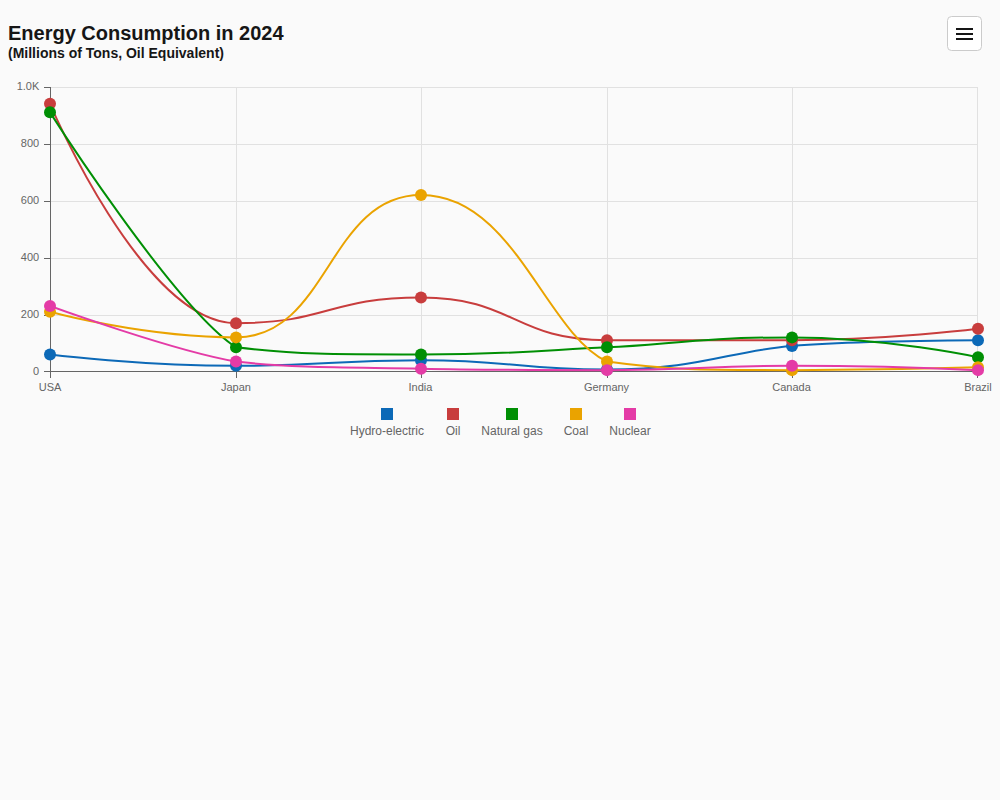 Energy Consumption in 2024
(Millions of Tons, Oil Equivalent)
1.0K
800
600
400
200
0
USA Japan India Germany Canada Brazil
Hydro-electric Oil Natural gas Coal Nuclear